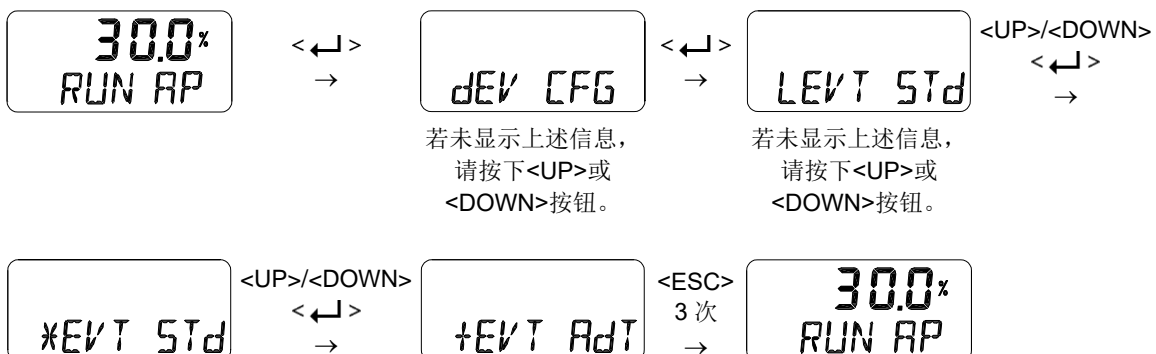 30.0%
RUN AP
<↵>
→
dEV CFG
若未显示上述信息，
请按下<UP>或
<DOWN>按钮。
<↵>
→
LEVT STd
若未显示上述信息，
请按下<UP>或
<DOWN>按钮。
<UP>/<DOWN>
<↵>
→
*EVT STd
<UP>/<DOWN>
<↵>
→
+EVT AdT
<ESC>
3 次
→
30.0%
RUN AP